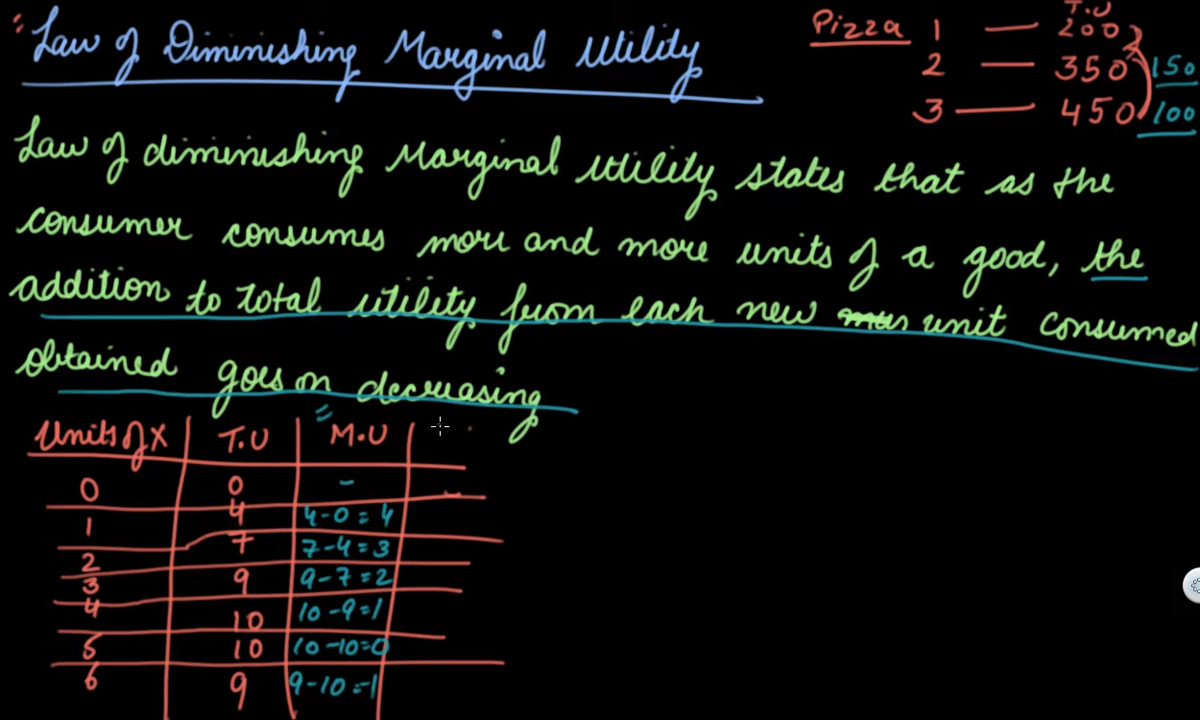 Law of Diminishing Marginal Utility
Pizza T.U
1 — 200
2 — 350 150
3 — 450 100
Law of diminishing Marginal Utility states that as the
consumer consumes more and more units of a good, the
addition to total utility from each new unit consumed
obtained goes on decreasing
Units of X T.U M.U
0 0 -
1 4 4-0=4
2 7 7-4=3
3 9 9-7=2
4 10 10-9=1
5 10 10-10=0
6 9 9-10=-1